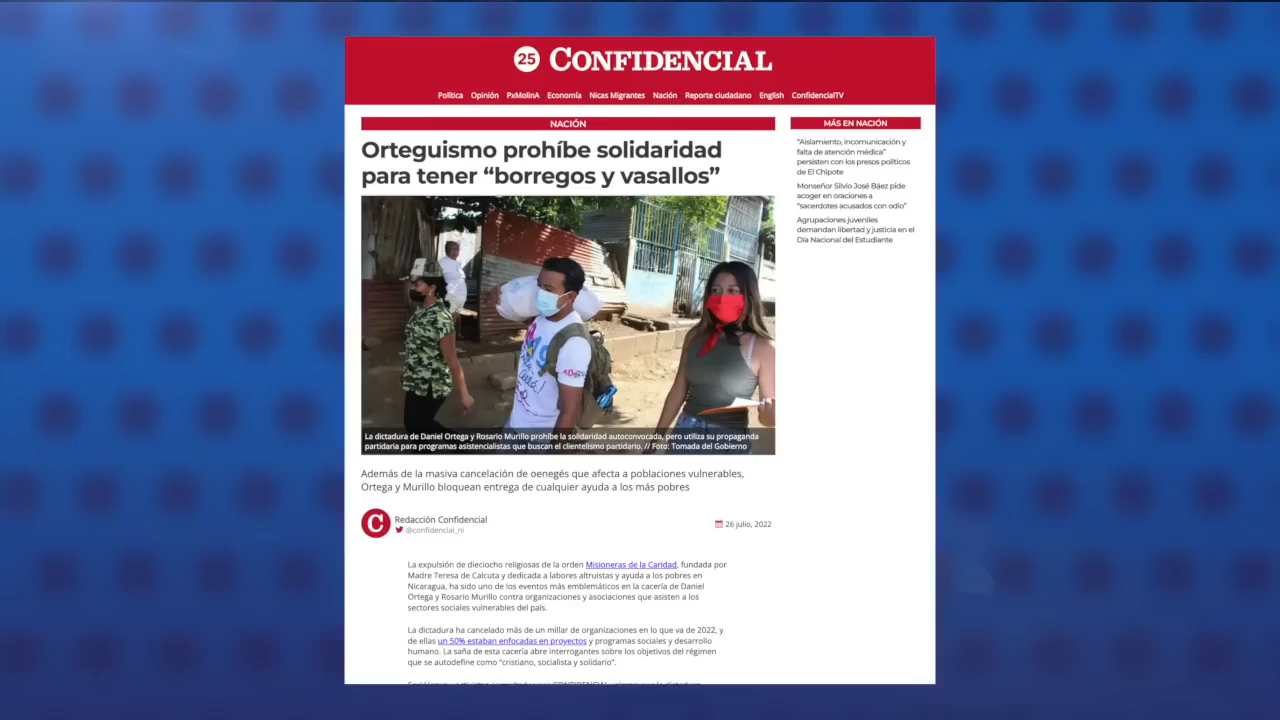 25 CONFIDENCIAL
Política Opinión PxMolinA Economía Nicas Migrantes Nación Reporte ciudadano English ConfidencialTV
NACIÓN
Orteguismo prohíbe solidaridad
para tener “borregos y vasallos”
La dictadura de Daniel Ortega y Rosario Murillo prohíbe la solidaridad autoconvocada, pero utiliza su propaganda
partidaria para programas asistencialistas que buscan el clientelismo partidario. // Foto: Tomada del Gobierno
Además de la masiva cancelación de oenegés que afecta a poblaciones vulnerables,
Ortega y Murillo bloquean entrega de cualquier ayuda a los más pobres
C
Redacción Confidencial
@confidencial_ni
26 julio, 2022
La expulsión de dieciocho religiosas de la orden Misioneras de la Caridad, fundada por
Madre Teresa de Calcuta y dedicada a labores altruistas y ayuda a los pobres en
Nicaragua, ha sido uno de los eventos más emblemáticos en la cacería de Daniel
Ortega y Rosario Murillo contra organizaciones y asociaciones que asisten a los
sectores sociales vulnerables del país.
La dictadura ha cancelado más de un millar de organizaciones en lo que va de 2022, y
de ellas un 50% estaban enfocadas en proyectos y programas sociales y desarrollo
humano. La saña de esta cacería abre interrogantes sobre los objetivos del régimen
que se autodefine como “cristiano, socialista y solidario”.
MÁS EN NACIÓN
“Aislamiento, incomunicación y
falta de atención médica”
persisten con los presos políticos
de El Chipote
Monseñor Silvio José Báez pide
acoger en oraciones a
“sacerdotes acusados con odio”
Agrupaciones juveniles
demandan libertad y justicia en el
Día Nacional del Estudiante